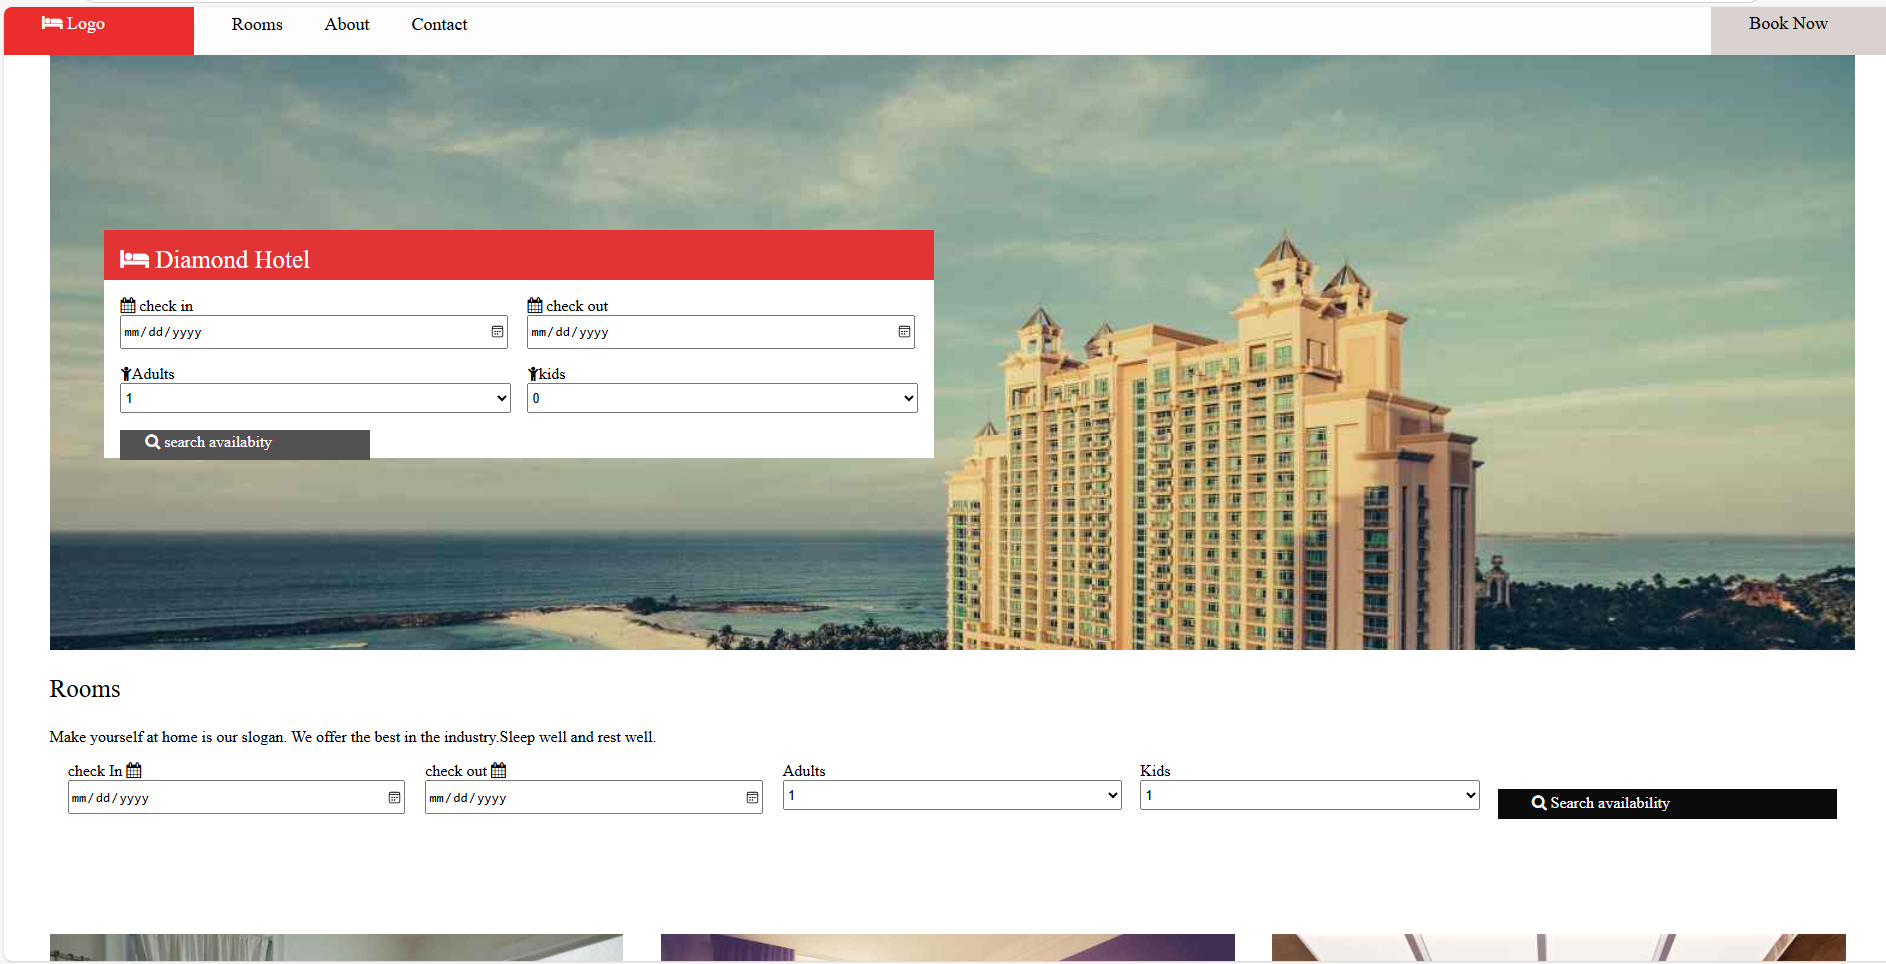 Logo Rooms About Contact Book Now
Diamond Hotel
check in check out
mm/dd/yyyy mm/dd/yyyy
Adults kids
1 0
search availabity
Rooms
Make yourself at home is our slogan. We offer the best in the industry.Sleep well and rest well.
check In check out Adults Kids
mm/dd/yyyy mm/dd/yyyy 1 1 Search availability